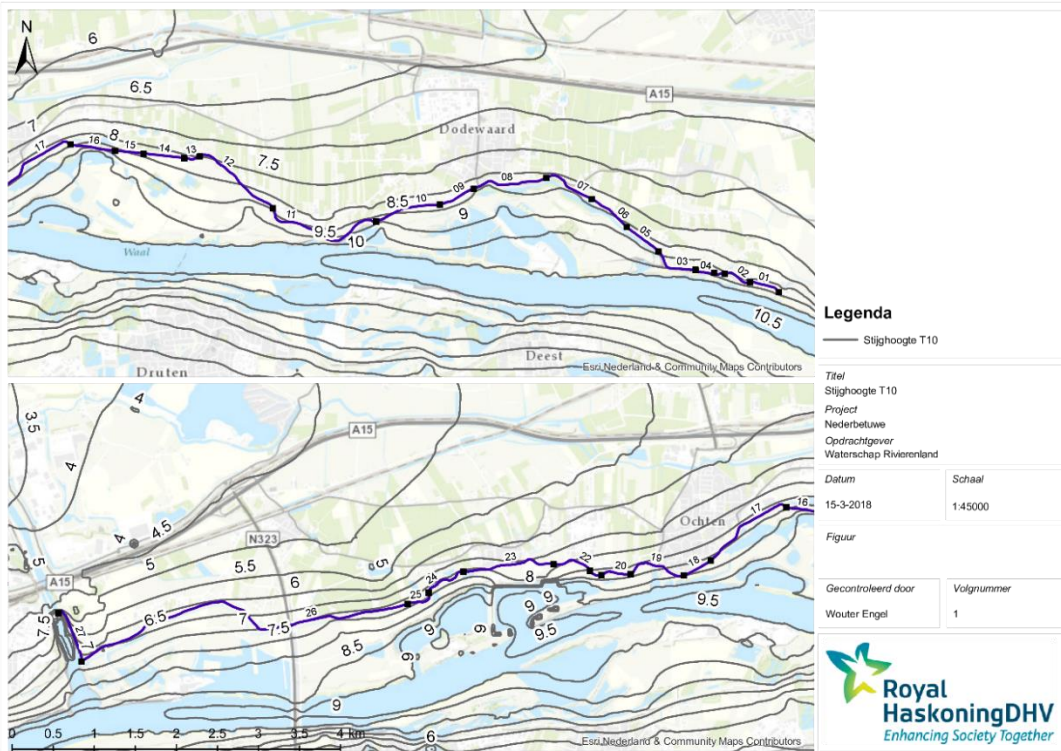 N
6
6.5
A15
7
17
16
8
15
14
13
12
7.5
Dodewaard
11
9.5
10
8.5
10
09
9
08
07
06
05
03
04
02
01
Waal
10.5
Druten
Deest
Esri Nederland & Community Maps Contributors
3.5
4
4
A15
4.5
4
5
5
A15
N323
5.5
6
5
Ochten
17
16
7.5
8
27
7
6.5
7
7.5
26
25
24
23
22
20
19
18
8
8.5
9
9
9
9
9
9.5
9.5
9
6
0 0.5 1 2 3 4 km
Esri Nederland & Community Maps Contributors
Legenda
Stijghoogte T10
Titel
Stijghoogte T10
Project
Nederbetuwe
Opdrachtgever
Waterschap Rivierenland
Datum
Schaal
15-3-2018
1:45000
Figuur
Gecontroleerd door
Volgnummer
Wouter Engel
1
Royal
HaskoningDHV
Enhancing Society Together